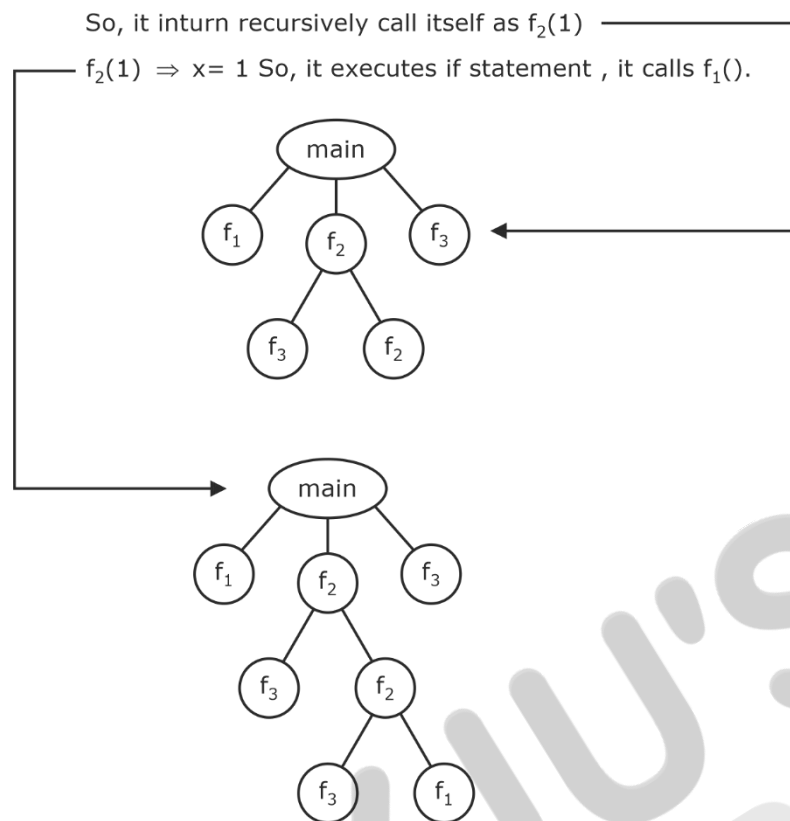 So, it inturn recursively call itself as f₂(1)
f₂(1) ⇒ x= 1 So, it executes if statement , it calls f₁().
main
f₁ f₂ f₃
f₃ f₂
main
f₁ f₂ f₃
f₃ f₂
f₃ f₁